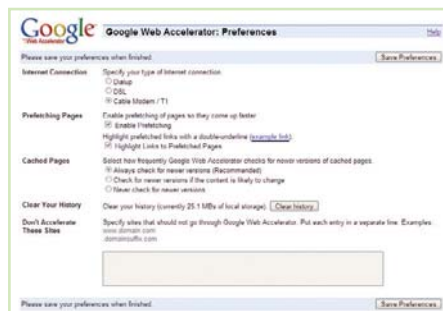 Google Web Accelerator: Preferences Help
Web Accelerator
Please save your preferences when finished. Save Preferences
Internet Connection Specify your type of Internet connection
Dialup
DSL
Cable Modem / T1
Prefetching Pages Enable prefetching of pages so they come up faster
Enable Prefetching
Highlight prefetched links with a double-underline (example link).
Highlight Links to Prefetched Pages
Cached Pages Select how frequently Google Web Accelerator checks for newer versions of cached pages.
Always check for newer versions (Recommended)
Check for newer versions if the content is likely to change
Never check for newer versions
Clear Your History Clear your history (currently 25.1 MBs of local storage). Clear history
Don't Accelerate Specify sites that should not go through Google Web Accelerator. Put each entry in a separate line. Examples:
These Sites www.domain.com
.domainsuffix.com
Please save your preferences when finished. Save Preferences